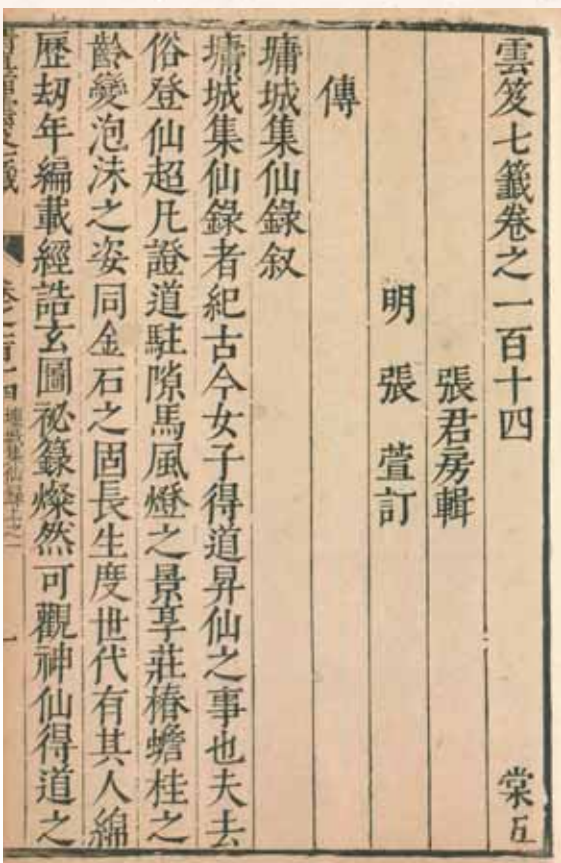 雲笈七籤卷之一百十四 棠五
張君房輯
明 張萱訂
傳
墉城集仙錄叙
墉城集仙錄者紀古今女子得道昇仙之事也夫去
俗登仙超凡證道駐隙馬風燈之景享莊椿蟾桂之
齡變泡沫之姿同金石之固長生度世代有其人綿
歷劫年編載經誥玄圖祕籙燦然可觀神仙得道之